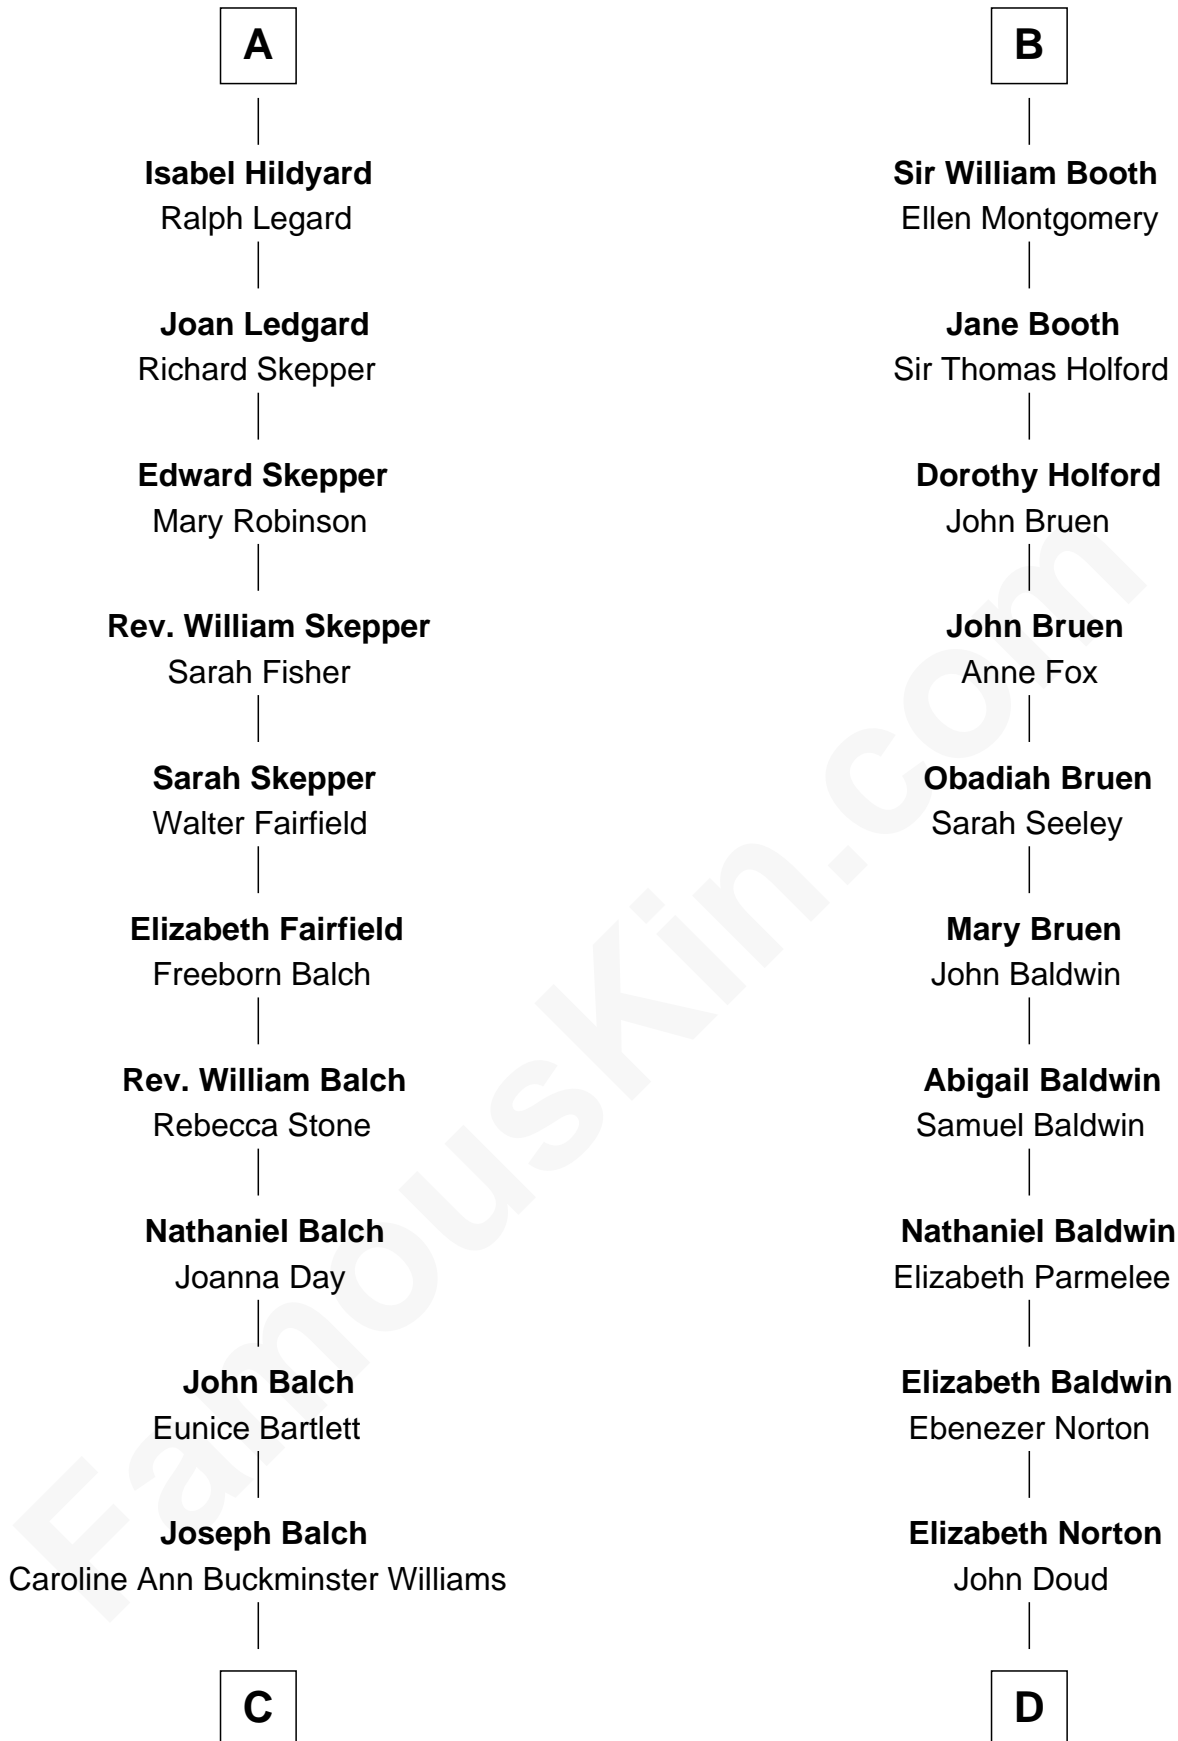 A
Isabel Hildyard
Ralph Legard
Joan Ledgard
Richard Skepper
Edward Skepper
Mary Robinson
Rev. William Skepper
Sarah Fisher
Sarah Skepper
Walter Fairfield
Elizabeth Fairfield
Freeborn Balch
Rev. William Balch
Rebecca Stone
Nathaniel Balch
Joanna Day
John Balch
Eunice Bartlett
Joseph Balch
Caroline Ann Buckminster Williams
C
B
Sir William Booth
Ellen Montgomery
Jane Booth
Sir Thomas Holford
Dorothy Holford
John Bruen
John Bruen
Anne Fox
Obadiah Bruen
Sarah Seeley
Mary Bruen
John Baldwin
Abigail Baldwin
Samuel Baldwin
Nathaniel Baldwin
Elizabeth Parmelee
Elizabeth Baldwin
Ebenezer Norton
Elizabeth Norton
John Doud
D
FamousKin.com